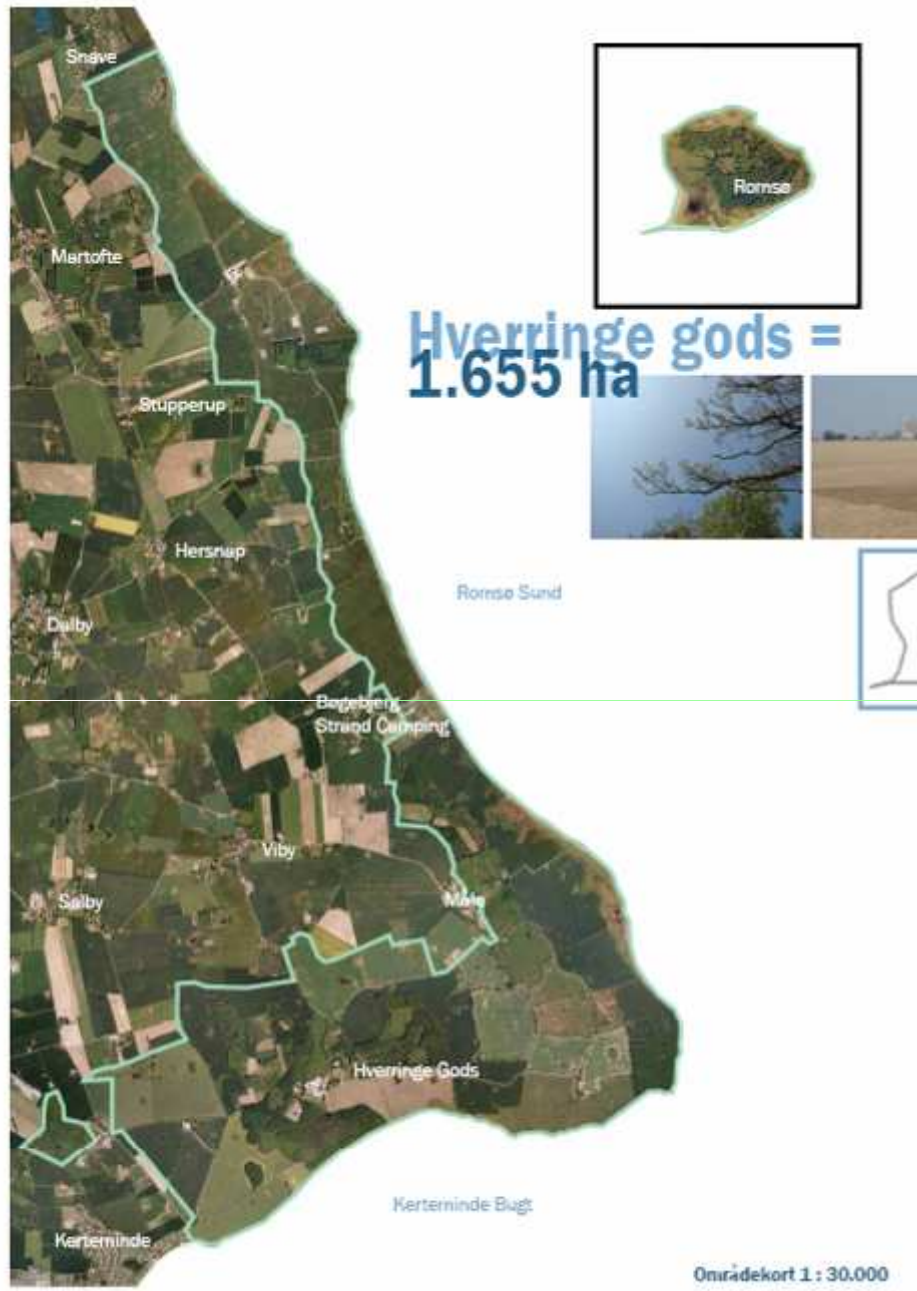 Snave
Romsø
Martofte
Hverringe gods =
1.655 ha
Stupperup
Hersnap
Romsø Sund
Dalby
Bøgebjerg
Strand Camping
Viby
Salby
Måle
Hverringe Gods
Kerteminde Bugt
Kerteminde
Områdekort 1 : 30.000